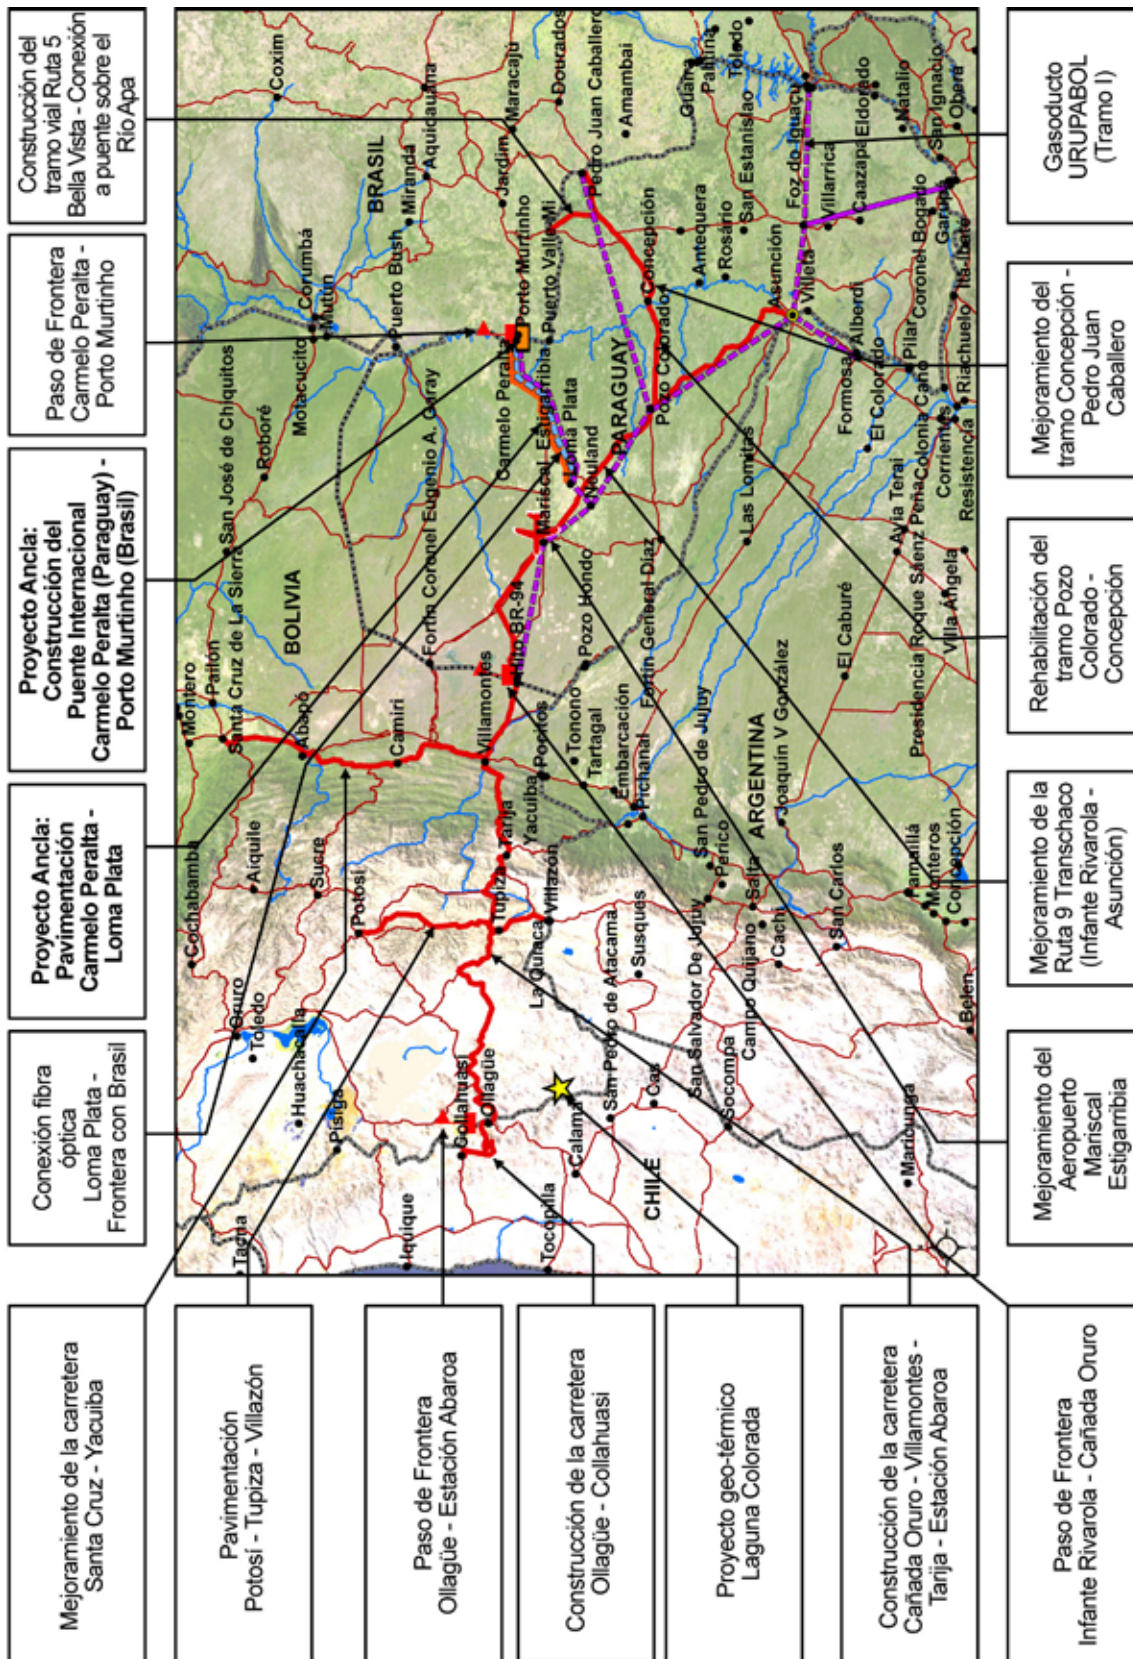 Mejoramiento de la carretera
Santa Cruz - Yacuiba
Conexión fibra
óptica
Loma Plata -
Frontera con Brasil
Proyecto Ancla:
Pavimentación
Carmelo Peralta -
Loma Plata
Proyecto Ancla:
Construcción del
Puente Internacional
Carmelo Peralta (Paraguay) -
Porto Murtinho (Brasil)
Paso de Frontera
Carmelo Peralta -
Porto Murtinho
Construcción del
tramo vial Ruta 5
Bella Vista - Conexión
a puente sobre el
Río Apa
Pavimentación
Potosí - Tupiza - Villazón
Paso de Frontera
Ollagüe - Estación Abaroa
Construcción de la carretera
Ollagüe - Collahuasi
Proyecto geo-térmico
Laguna Colorada
Construcción de la carretera
Cañada Oruro - Villamontes -
Tarija - Estación Abaroa
Paso de Frontera
Infante Rivarola - Cañada Oruro
Mejoramiento del
Aeropuerto
Mariscal
Estigambia
Mejoramiento de la
Ruta 9 Transchaco
(Infante Rivarola -
Asunción)
Rehabilitación del
tramo Pozo
Colorado -
Concepción
Mejoramiento del
tramo Concepción -
Pedro Juan
Caballero
Gasoducto
URUPABOL
(Tramo I)
Cochabamba
Montero
Pailón
Santa Cruz de La Sierra
San José de Chiquitos
Roboré
Motacucito
Corumbá
Mutún
Coxim
Tacna
Oruro
Toledo
Huachacalla
Pisiga
Aiquile
Sucre
Potosí
Abapó
BOLIVIA
Camiri
Fortín Coronel Eugenio A. Garay
Puerto Bush
BRASIL
Miranda
Aquidauana
Iquique
Collahuasi
Ollagüe
Tupiza
Tarija
Villamontes
Hito BR-94
Mariscal Estigarribia
Carmelo Peralta
Porto Murtinho
Jardim
Maracajú
Tocopilla
Calama
La Quiaca
Villazón
Yacuiba
Pocitos
Tonono
Tartagal
Pozo Hondo
Loma Plata
Neuland
Puerto Valle Mi
Dourados
Pedro Juan Caballero
Amambai
San Pedro de Atacama
Susques
Embarcación
Pichanal
Fortín General Díaz
PARAGUAY
Pozo Colorado
Concepción
CHILE
Cas
San Salvador De Jujuy
San Pedro de Jujuy
Perico
Antequera
Rosário
San Estanislao
Guaíra
Palotina
Toledo
Socompa
Campo Quijano
Salta
Cachi
ARGENTINA
Joaquín V González
Las Lomitas
Asunción
Villeta
Foz do Iguaçu
San Carlos
El Caburé
Formosa
Alberdi
El Colorado
Villarrica
Caazapa
Eldorado
Maricunga
Famaillá
Monteros
Concepción
Presidencia Roque Sáenz Peña
Avia Terai
Colonia Cano
Pilar
Coronel Bogado
Natalio
Belén
Villa Ángela
Corrientes
Resistencia
Riachuelo
Ita-Ibate
Garupá
San Ignacio
Oberá